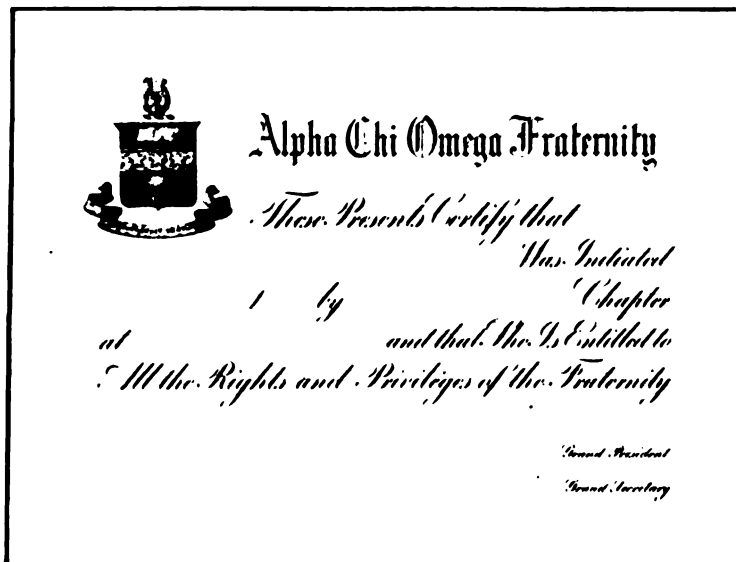 Alpha Chi Omega Fraternity
These Presents Certify that
Was Initiated
1 by Chapter
at and that She Is Entitled to
All the Rights and Privileges of the Fraternity
Grand President
Grand Secretary